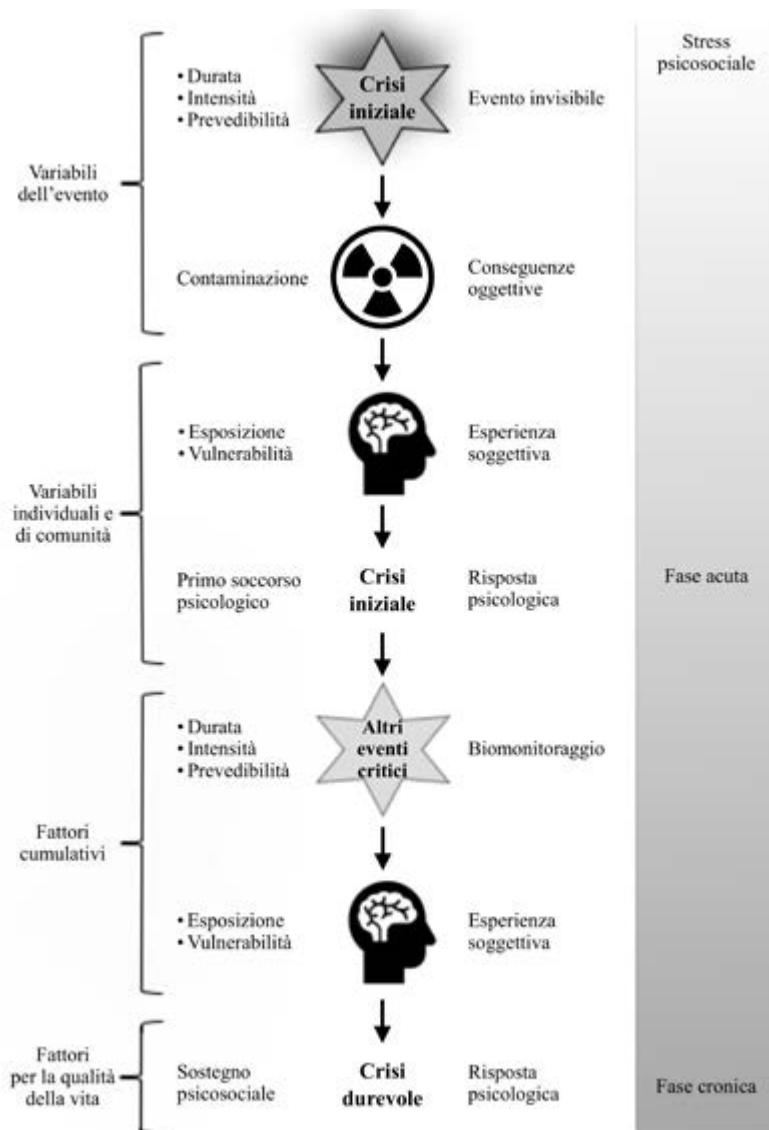 Stress
psicosociale
• Durata
• Intensità
• Prevedibilità
Crisi
iniziale
Evento invisibile
Variabili
dell’evento
Contaminazione
Conseguenze
oggettive
• Esposizione
• Vulnerabilità
Esperienza
soggettiva
Variabili
individuali e
di comunità
Primo soccorso
psicologico
Crisi
iniziale
Risposta
psicologica
Fase acuta
• Durata
• Intensità
• Prevedibilità
Altri
eventi
critici
Biomonitoraggio
Fattori
cumulativi
• Esposizione
• Vulnerabilità
Esperienza
soggettiva
Fattori
per la qualità
della vita
Sostegno
psicosociale
Crisi
durevole
Risposta
psicologica
Fase cronica